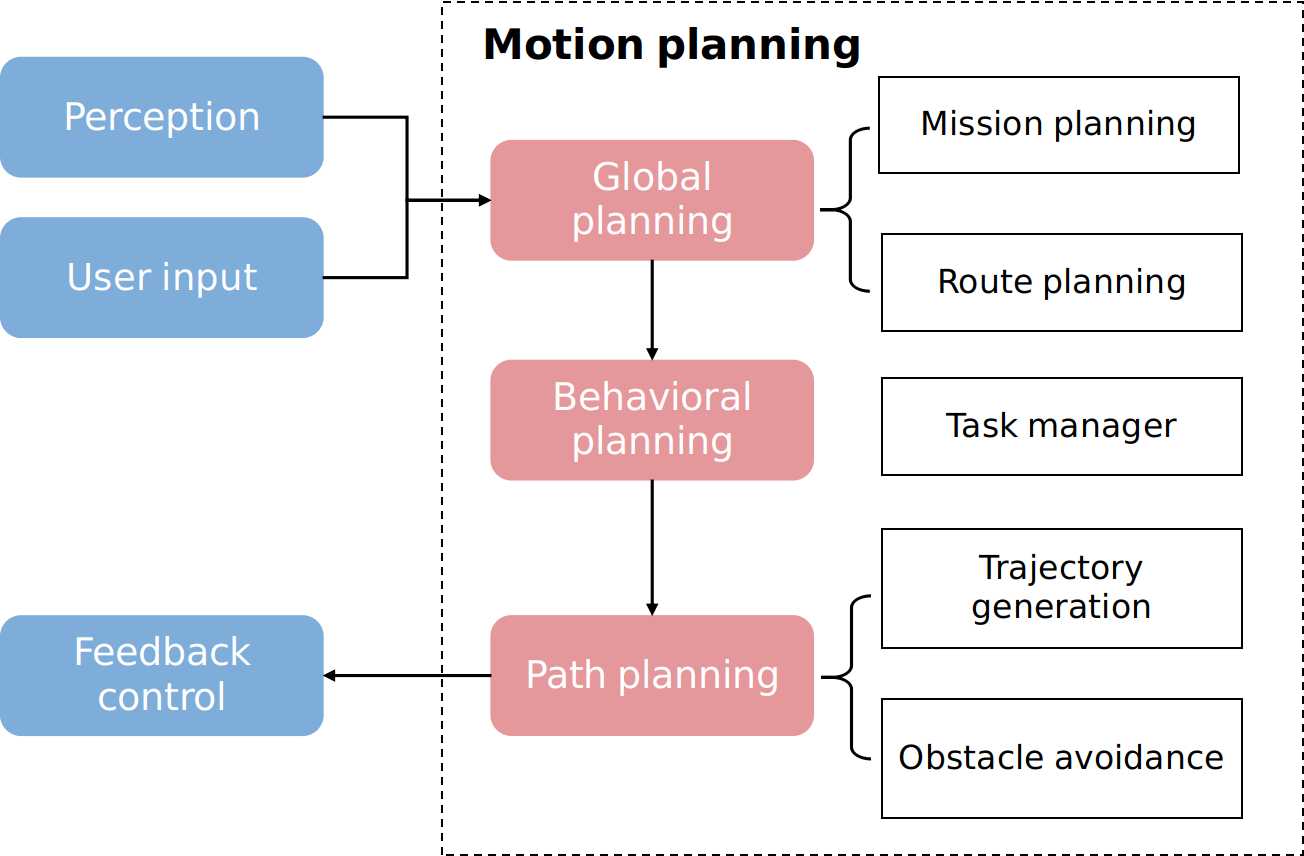 Motion planning
Perception
User input
Global
planning
Mission planning
Route planning
Behavioral
planning
Task manager
Feedback
control
Path planning
Trajectory
generation
Obstacle avoidance